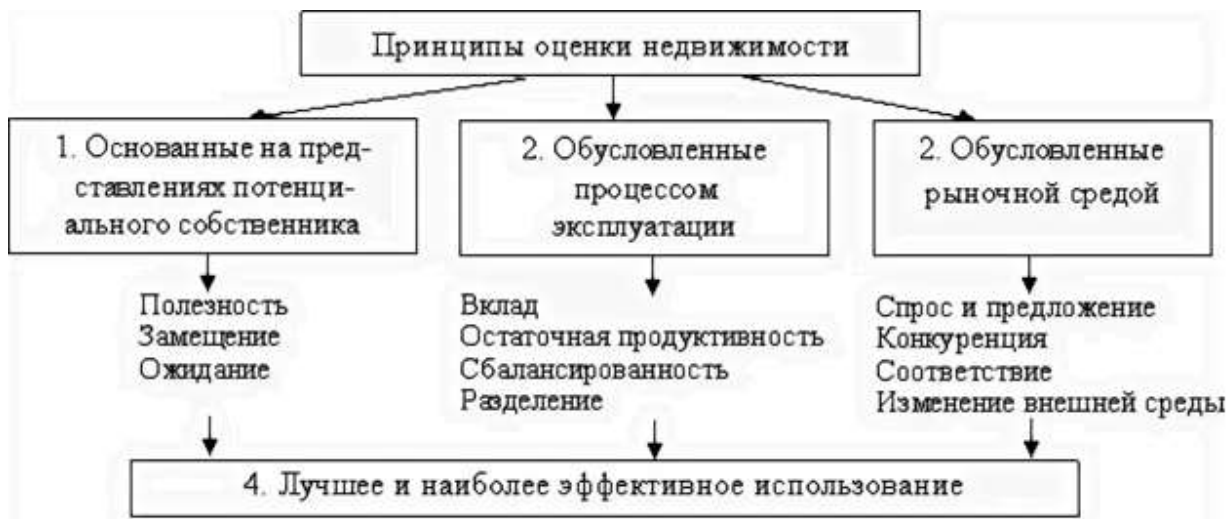 Принципы оценки недвижимости
1. Основанные на пред-
ставлениях потенци-
ального собственника
2. Обусловленные
процессом
эксплуатации
2. Обусловленные
рыночной средой
Полезность
Замещение
Ожидание
Вклад
Остаточная продуктивность
Сбалансированность
Разделение
Спрос и предложение
Конкуренция
Соответствие
Изменение внешней среды
4. Лучшее и наиболее эффективное использование